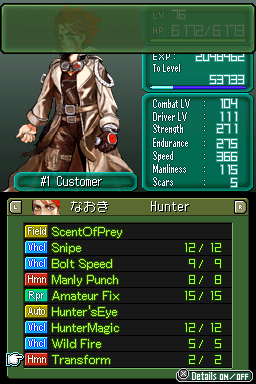 LV 76
HP: 6172/6173
EXP: 2048462
To Level
53733
Combat LV : 104
Driver LV : 111
Strength : 271
Endurance : 275
Speed : 366
Manliness : 115
Scars : 5
#1 Customer
L なおき Hunter R
Field ScentOfPrey
Vhcl Snipe 12/ 12
Vhcl Bolt Speed 9/ 9
Hmn Manly Punch 8/ 8
Rpr Amateur Fix 15/ 15
Auto Hunter'sEye
Vhcl HunterMagic 12/ 12
Vhcl Wild Fire 5/ 5
Hmn Transform 2/ 2
Details ON/OFF